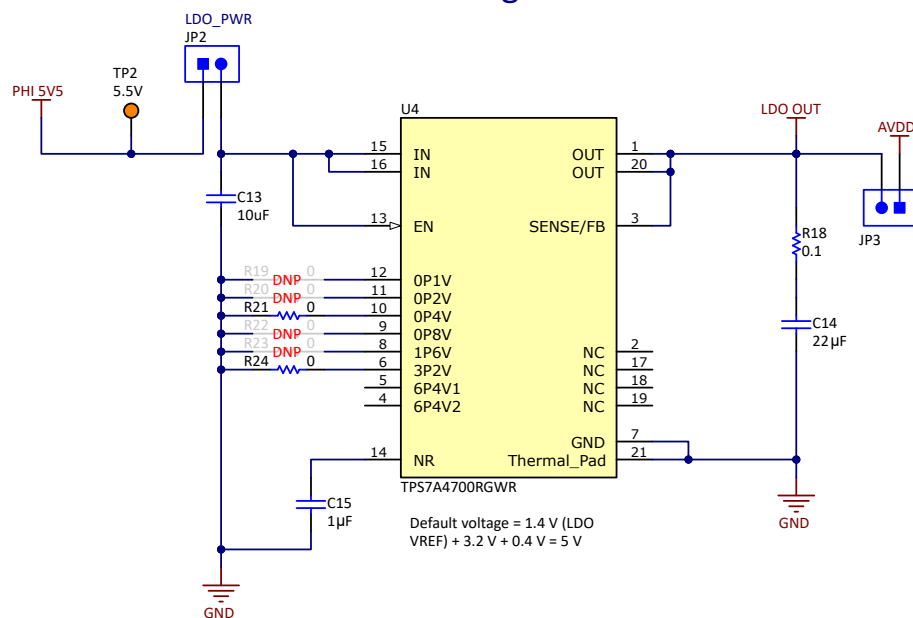 LDO_PWR
JP2
TP2
5.5V
PHI 5V5
U4
LDO OUT
AVDD
15 IN OUT 1
16 IN OUT 20
C13
10uF
13 EN SENSE/FB 3
R18
0.1
JP3
R19 DNP 0 12 0P1V
R20 DNP 0 11 0P2V
R21 0 10 0P4V
R22 DNP 0 9 0P8V
R23 DNP 0 8 1P6V NC 2
R24 0 6 3P2V NC 17
5 6P4V1 NC 18
4 6P4V2 NC 19
C14
22µF
GND 7
14 NR Thermal_Pad 21
TPS7A4700RGWR
C15
1µF
Default voltage = 1.4 V (LDO
VREF) + 3.2 V + 0.4 V = 5 V
GND
GND